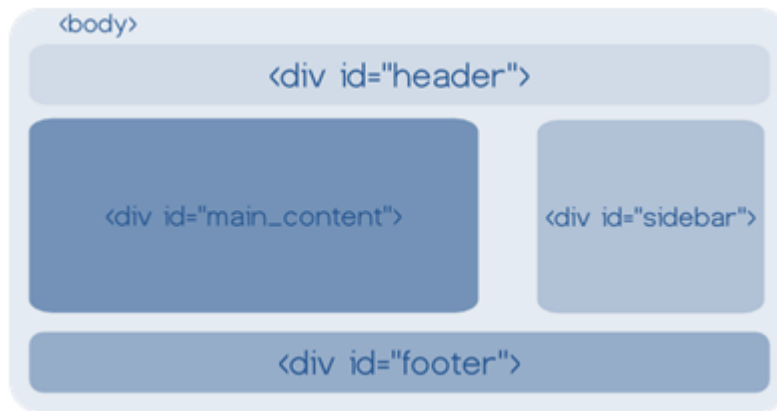 <body>
<div id="header">
<div id="main_content">
<div id="sidebar">
<div id="footer">